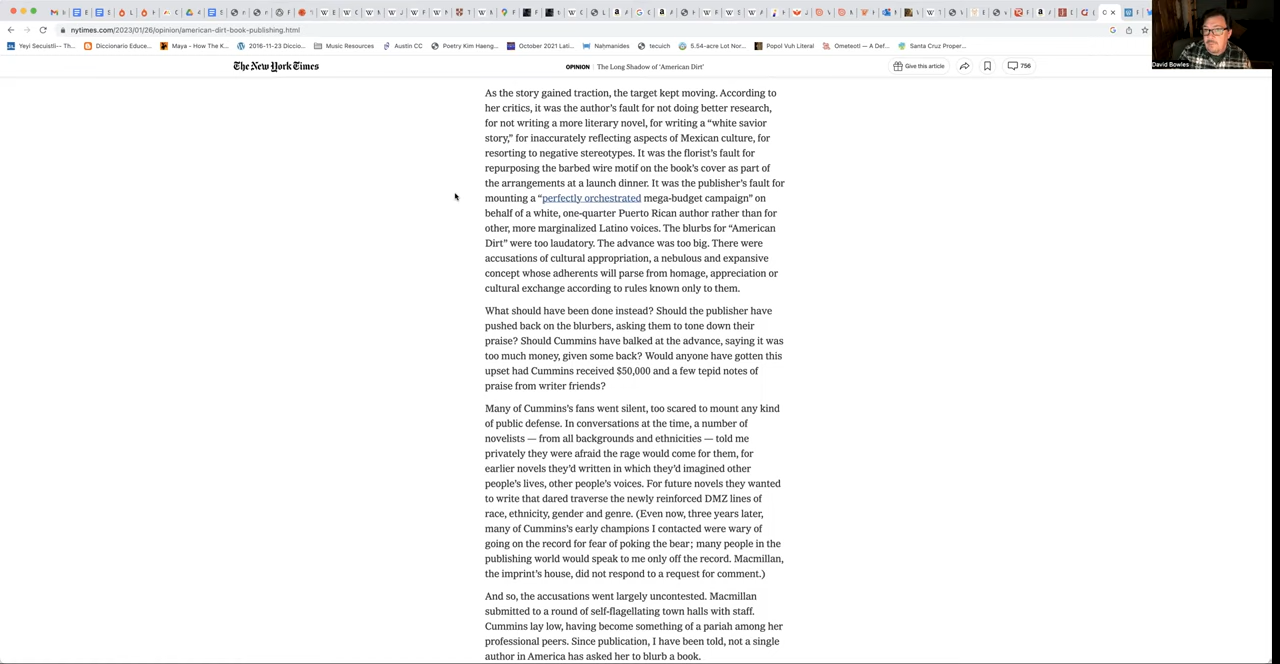 nytimes.com/2023/01/26/opinion/american-dirt-book-publishing.html
Yeyi Secuistli-- Th... Diccionario Educe... Maya - How The K... 2016-11-23 Diccio... Music Resources Austin CC Poetry Kim Haeng... October 2021 Lati... Nahmanides tecuich 5.54-acre Lot Nor... Popol Vuh Literal Ometeotl — A Def... Santa Cruz Proper...
David Bowles
The New York Times
OPINION The Long Shadow of 'American Dirt'
Give this article
756
As the story gained traction, the target kept moving. According to
her critics, it was the author's fault for not doing better research,
for not writing a more literary novel, for writing a “white savior
story,” for inaccurately reflecting aspects of Mexican culture, for
resorting to negative stereotypes. It was the florist's fault for
repurposing the barbed wire motif on the book's cover as part of
the arrangements at a launch dinner. It was the publisher's fault for
mounting a “perfectly orchestrated mega-budget campaign” on
behalf of a white, one-quarter Puerto Rican author rather than for
other, more marginalized Latino voices. The blurbs for “American
Dirt” were too laudatory. The advance was too big. There were
accusations of cultural appropriation, a nebulous and expansive
concept whose adherents will parse from homage, appreciation or
cultural exchange according to rules known only to them.
What should have been done instead? Should the publisher have
pushed back on the blurbers, asking them to tone down their
praise? Should Cummins have balked at the advance, saying it was
too much money, given some back? Would anyone have gotten this
upset had Cummins received $50,000 and a few tepid notes of
praise from writer friends?
Many of Cummins's fans went silent, too scared to mount any kind
of public defense. In conversations at the time, a number of
novelists — from all backgrounds and ethnicities — told me
privately they were afraid the rage would come for them, for
earlier novels they'd written in which they'd imagined other
people's lives, other people's voices. For future novels they wanted
to write that dared traverse the newly reinforced DMZ lines of
race, ethnicity, gender and genre. (Even now, three years later,
many of Cummins's early champions I contacted were wary of
going on the record for fear of poking the bear; many people in the
publishing world would speak to me only off the record. Macmillan,
the imprint's house, did not respond to a request for comment.)
And so, the accusations went largely uncontested. Macmillan
submitted to a round of self-flagellating town halls with staff.
Cummins lay low, having become something of a pariah among her
professional peers. Since publication, I have been told, not a single
author in America has asked her to blurb a book.